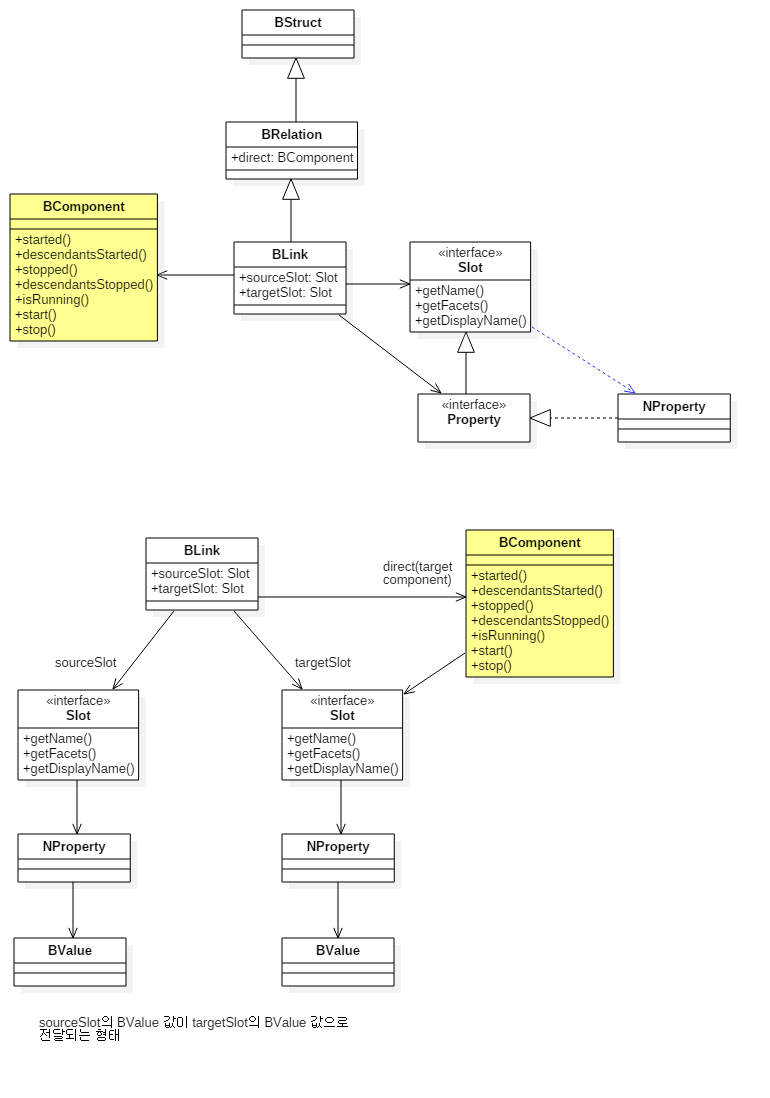 BStruct
BRelation
+direct: BComponent
BComponent
+started()
+descendantsStarted()
+stopped()
+descendantsStopped()
+isRunning()
+start()
+stop()
BLink
+sourceSlot: Slot
+targetSlot: Slot
«interface»
Slot
+getName()
+getFacets()
+getDisplayName()
«interface»
Property
NProperty
BLink
+sourceSlot: Slot
+targetSlot: Slot
direct(target
component)
BComponent
+started()
+descendantsStarted()
+stopped()
+descendantsStopped()
+isRunning()
+start()
+stop()
sourceSlot
targetSlot
«interface»
Slot
+getName()
+getFacets()
+getDisplayName()
«interface»
Slot
+getName()
+getFacets()
+getDisplayName()
NProperty
NProperty
BValue
BValue
sourceSlot의 BValue 값이 targetSlot의 BValue 값으로
전달되는 형태